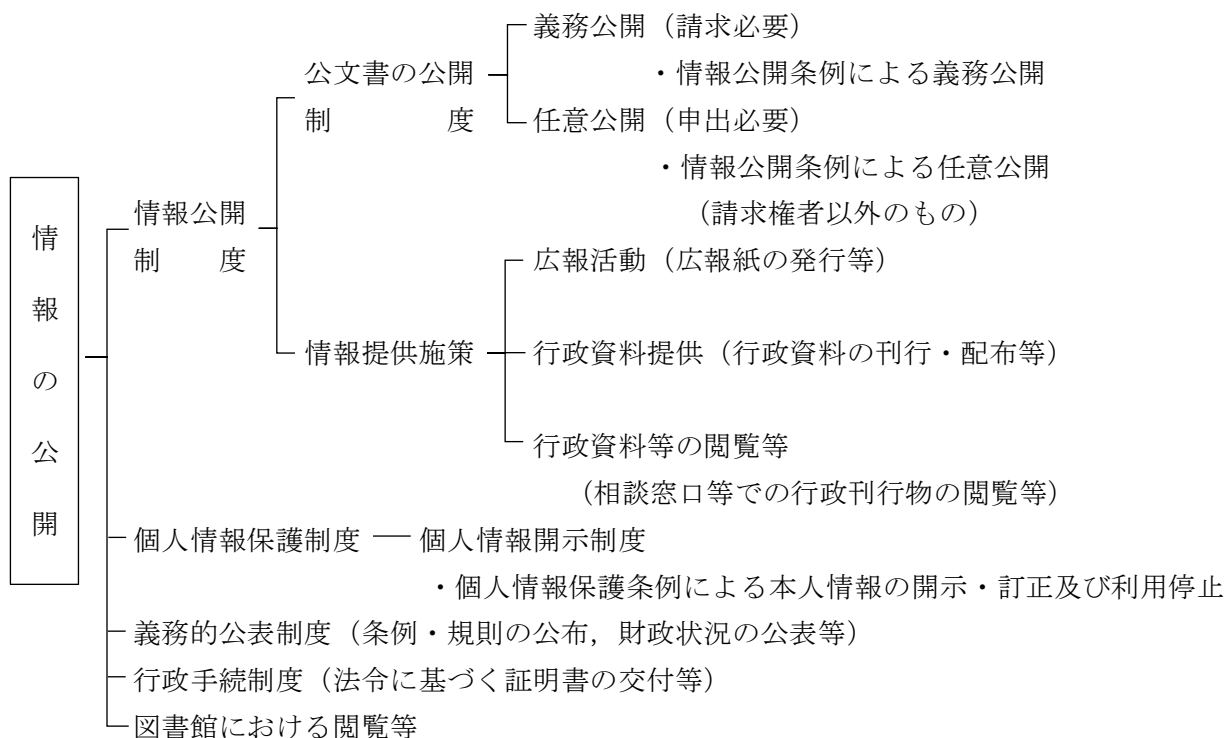 情報の公開
情報公開
制度
公文書の公開
制度
義務公開（請求必要）
・情報公開条例による義務公開
任意公開（申出必要）
・情報公開条例による任意公開
（請求権者以外のもの）
情報提供施策
広報活動（広報紙の発行等）
行政資料提供（行政資料の刊行・配布等）
行政資料等の閲覧等
（相談窓口等での行政刊行物の閲覧等）
個人情報保護制度 個人情報開示制度
・個人情報保護条例による本人情報の開示・訂正及び利用停止
義務的公表制度（条例・規則の公布，財政状況の公表等）
行政手続制度（法令に基づく証明書の交付等）
図書館における閲覧等